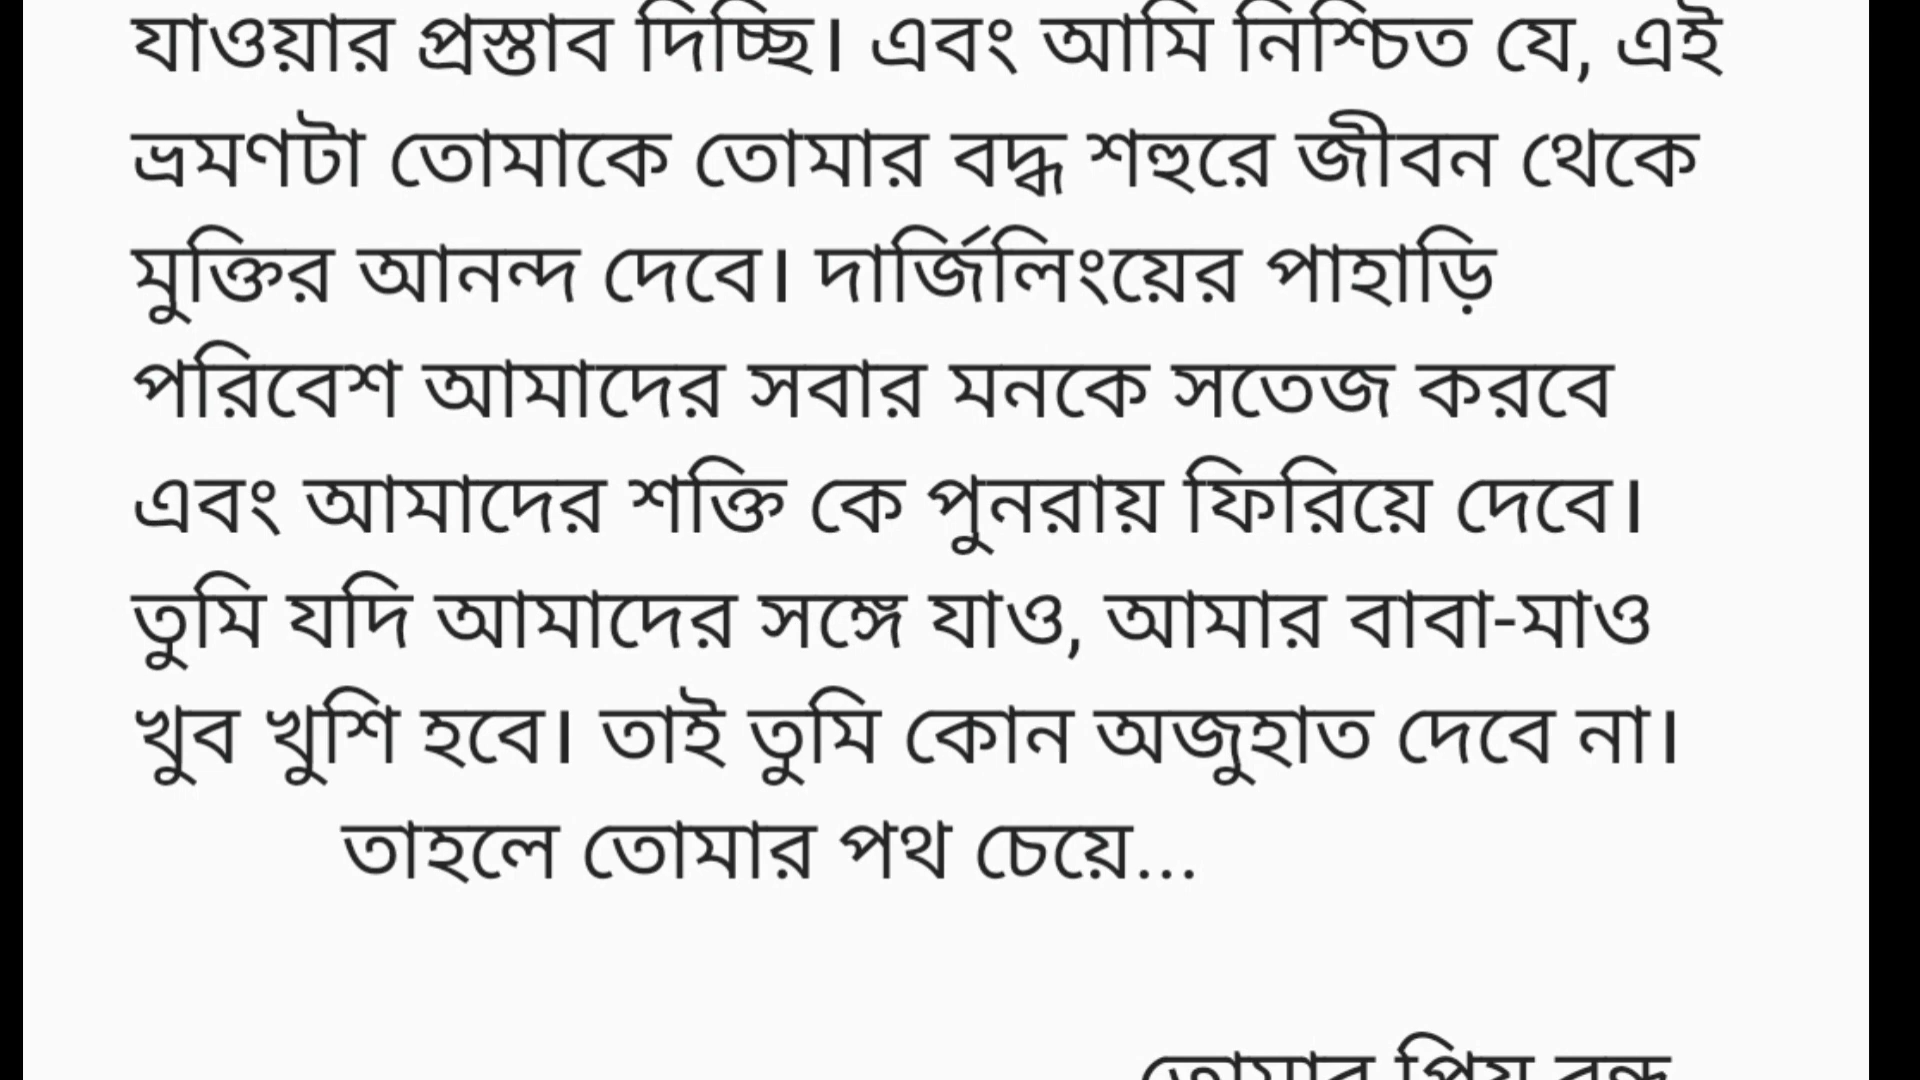 যাওয়ার প্রস্তাব দিচ্ছি। এবং আমি নিশ্চিত যে, এই
ভ্রমণটা তোমাকে তোমার বদ্ধ শহুরে জীবন থেকে
মুক্তির আনন্দ দেবে। দার্জিলিংয়ের পাহাড়ি
পরিবেশ আমাদের সবার মনকে সতেজ করবে
এবং আমাদের শক্তি কে পুনরায় ফিরিয়ে দেবে।
তুমি যদি আমাদের সঙ্গে যাও, আমার বাবা-মাও
খুব খুশি হবে। তাই তুমি কোন অজুহাত দেবে না।
তাহলে তোমার পথ চেয়ে...
তোমার প্রিয় বন্ধু